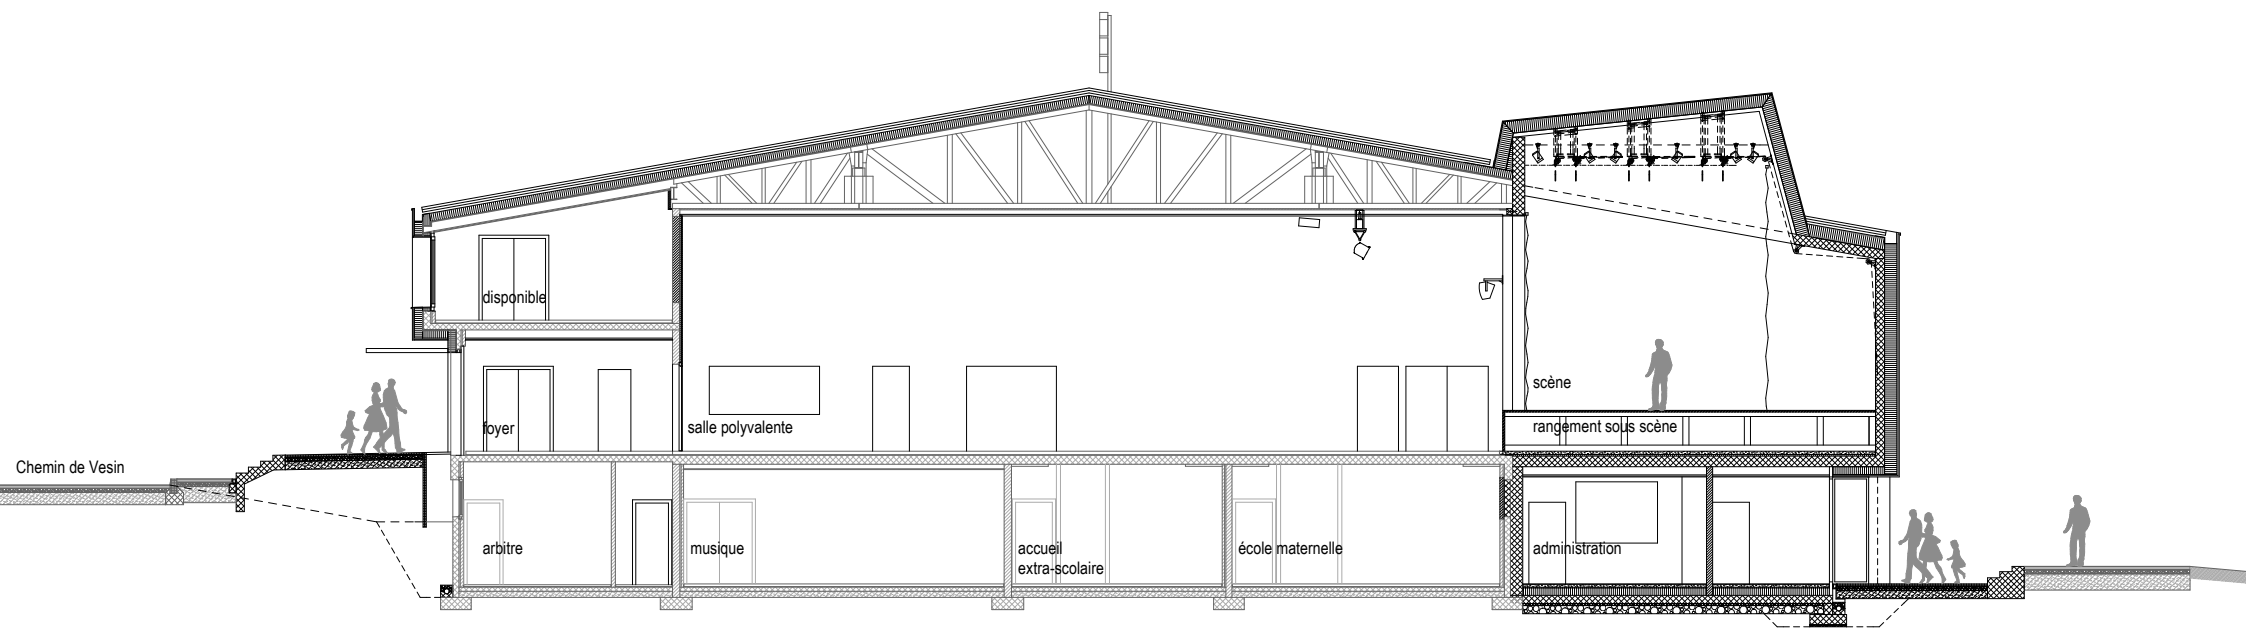 disponible
scène
foyer
salle polyvalente
rangement sous scène
Chemin de Vesin
arbitre
musique
accueil
extra-scolaire
école maternelle
administration